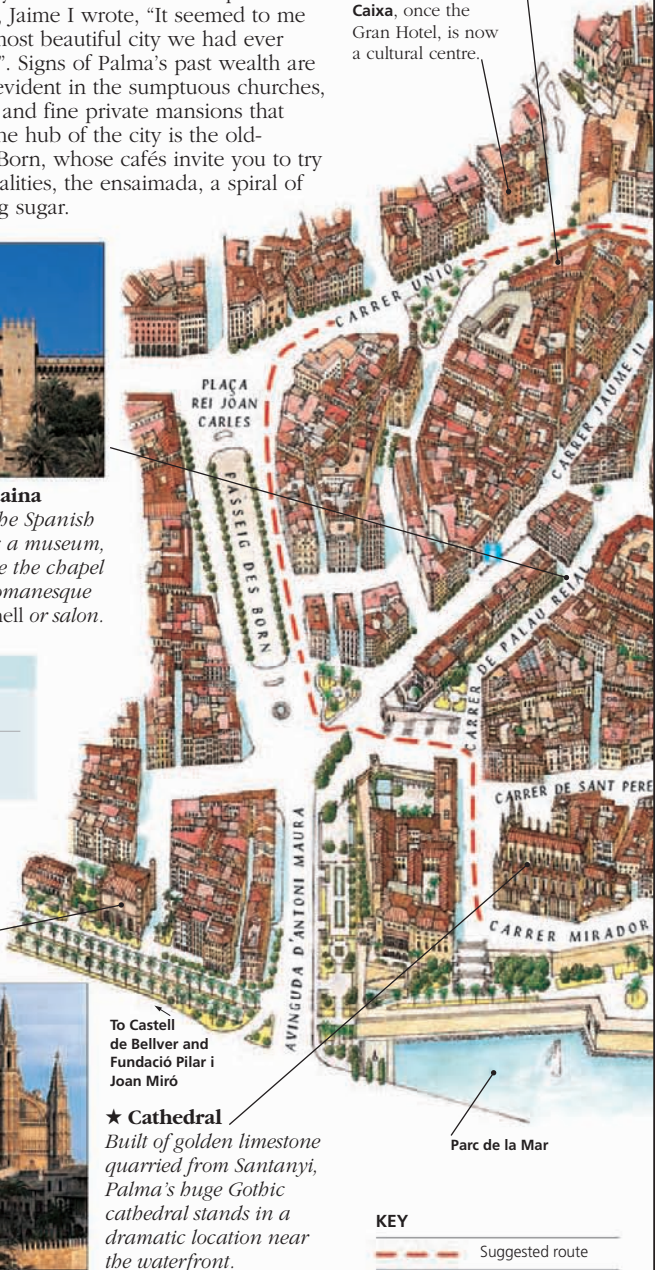 , Jaime I wrote, “It seemed to me
most beautiful city we had ever
”. Signs of Palma’s past wealth are
evident in the sumptuous churches,
and fine private mansions that
he hub of the city is the old-
Born, whose cafés invite you to try
alities, the ensaimada, a spiral of
g sugar.
Caixa, once the
Gran Hotel, is now
a cultural centre.
CARRER UNIO
PLAÇA
REI JOAN
CARLES
CARRER JAUME II
PASSEIG DES BORN
aina
he Spanish
a museum,
e the chapel
omanesque
nell or salon.
CARRER DE PALAU REIAL
CARRER DE SANT PERE
AVINGUDA D'ANTONI MAURA
CARRER MIRADOR
To Castell
de Bellver and
Fundació Pilar i
Joan Miró
★ Cathedral
Built of golden limestone
quarried from Santanyi,
Palma’s huge Gothic
cathedral stands in a
dramatic location near
the waterfront.
Parc de la Mar
KEY
Suggested route